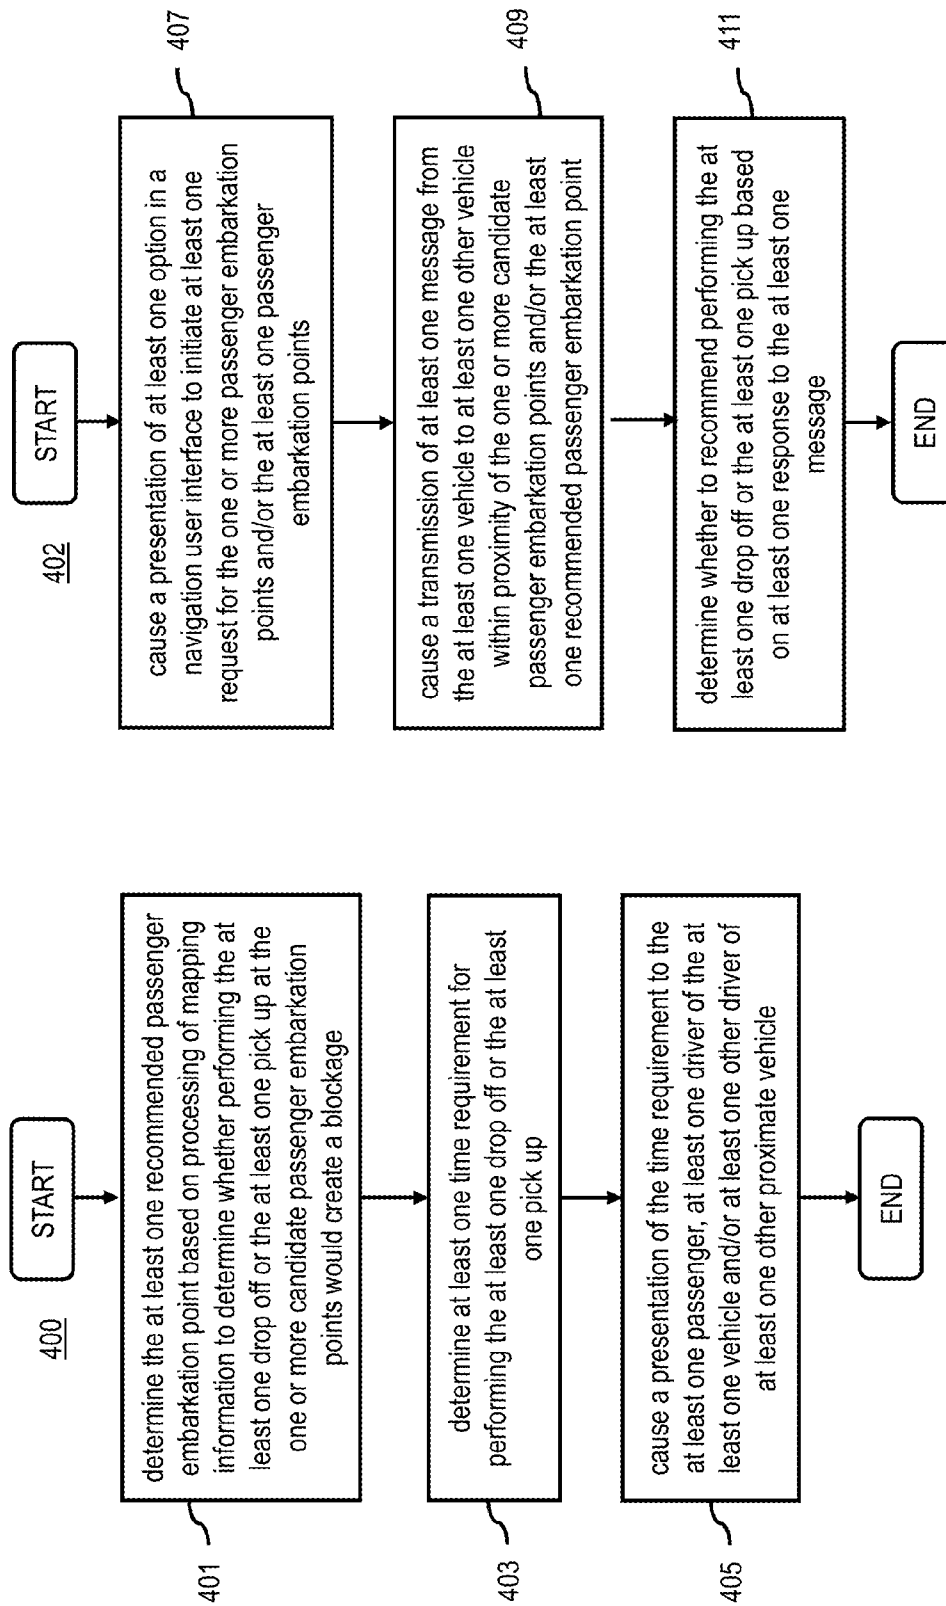 400
START
determine the at least one recommended passenger
embarkation point based on processing of mapping
information to determine whether performing the at
least one drop off or the at least one pick up at the
one or more candidate passenger embarkation
points would create a blockage
401
determine at least one time requirement for
performing the at least one drop off or the at least
one pick up
403
cause a presentation of the time requirement to the
at least one passenger, at least one driver of the at
least one vehicle and/or at least one other driver of
at least one other proximate vehicle
405
END
402
START
cause a presentation of at least one option in a
navigation user interface to initiate at least one
request for the one or more passenger embarkation
points and/or the at least one passenger
embarkation points
407
cause a transmission of at least one message from
the at least one vehicle to at least one other vehicle
within proximity of the one or more candidate
passenger embarkation points and/or the at least
one recommended passenger embarkation point
409
determine whether to recommend performing the at
least one drop off or the at least one pick up based
on at least one response to the at least one
message
411
END